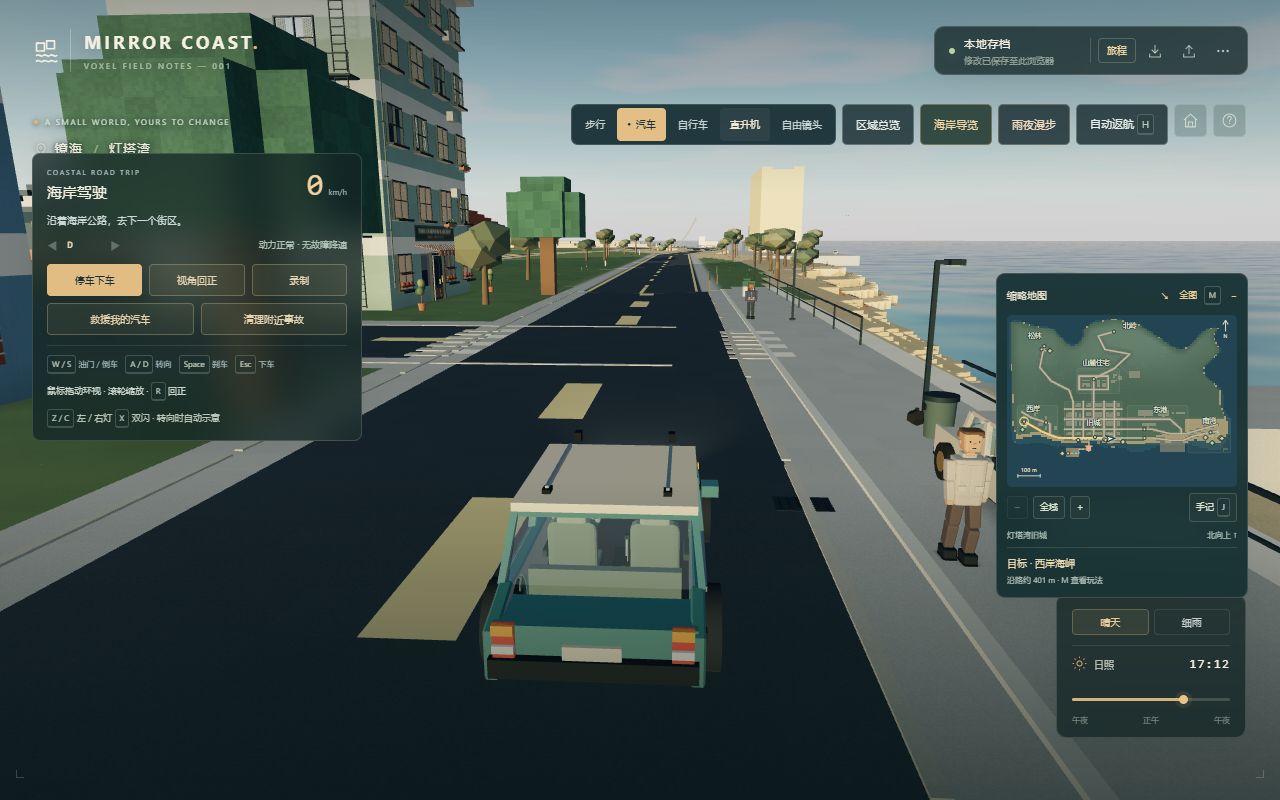 MIRROR COAST.
VOXEL FIELD NOTES — 001
A SMALL WORLD, YOURS TO CHANGE
镜海 / 灯塔湾
本地存档
修改已保存至此浏览器
旅程
步行
• 汽车
自行车
直升机
自由镜头
区域总览
海岸导览
雨夜漫步
自动返航 H
COASTAL ROAD TRIP
海岸驾驶
0 km/h
沿着海岸公路，去下一个街区。
D
动力正常 · 无故障降速
停车下车
视角回正
录制
救援我的汽车
清理附近事故
W / S 油门 / 倒车 A / D 转向 Space 刹车 Esc 下车
鼠标拖动环视 · 滚轮缩放 · R 回正
Z / C 左 / 右灯 X 双闪 · 转向时自动示意
缩略地图
全图 M −
北岭
松林
N
山麓住宅
西岸
东港
旧城
南湾
100 m
− 全域 +
手记 J
灯塔湾旧城
北向上 ↑
目标 · 西岸海岬
沿路约 401 m · M 查看玩法
晴天
细雨
日照
17:12
午夜
正午
午夜